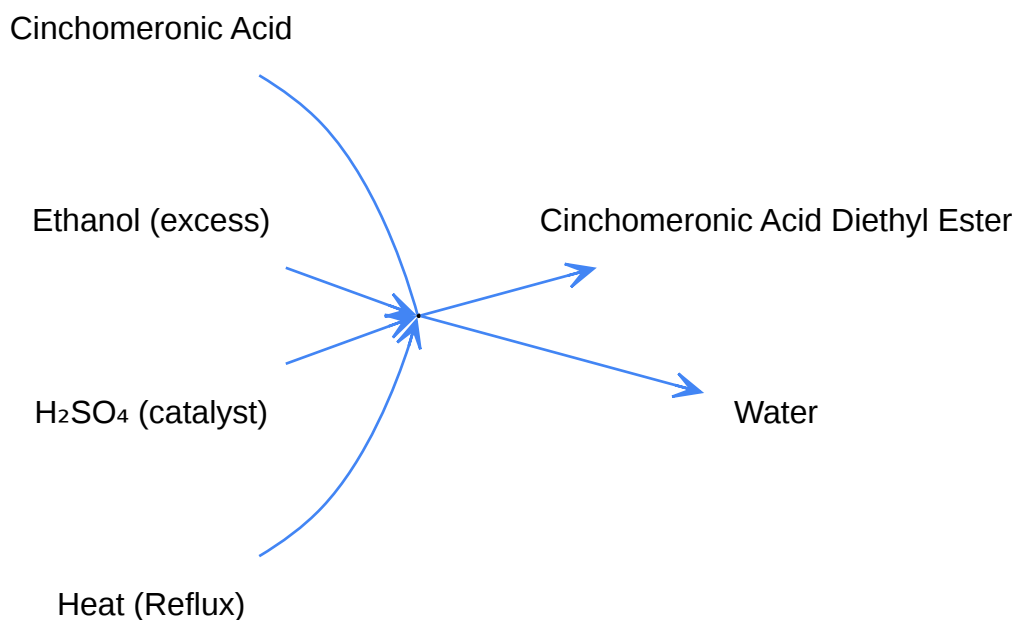 Cinchomeronic Acid
Ethanol (excess)
Cinchomeronic Acid Diethyl Ester
H₂SO₄ (catalyst)
Water
Heat (Reflux)